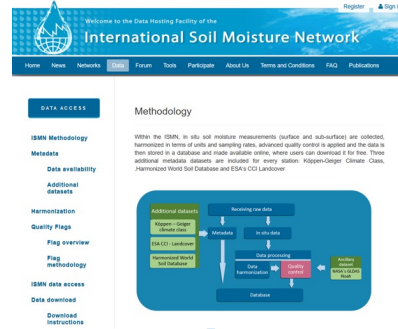 Register Sign
Welcome to the Data Hosting Facility of the
International Soil Moisture Network
Home News Networks Data Forum Tools Participate About Us Terms and Conditions FAQ Publications
DATA ACCESS
ISMN Methodology
Metadata
Data availability
Additional
datasets
Harmonization
Quality Flags
Flag overview
Flag
methodology
ISMN data access
Data download
Download
Instructions
Methodology
Within the ISMN, in situ soil moisture measurements (surface and sub-surface) are collected,
harmonized in terms of units and sampling rates, advanced quality control is applied and the data is
then stored in a database and made available online, where users can download it for free. Three
additional metadata datasets are included for every station: Köppen-Geiger Climate Class,
,Harmonized World Soil Database and ESA's CCI Landcover
Additional datasets
Köppen – Geiger
climate class
ESA CCI - Landcover
Harmonized World
Soil Database
Receiving raw data
Metadata
In situ data
Data processing
Data
harmonization
Quality
control
Ancillary
dataset
NASA's GLDAS
Noah
Database